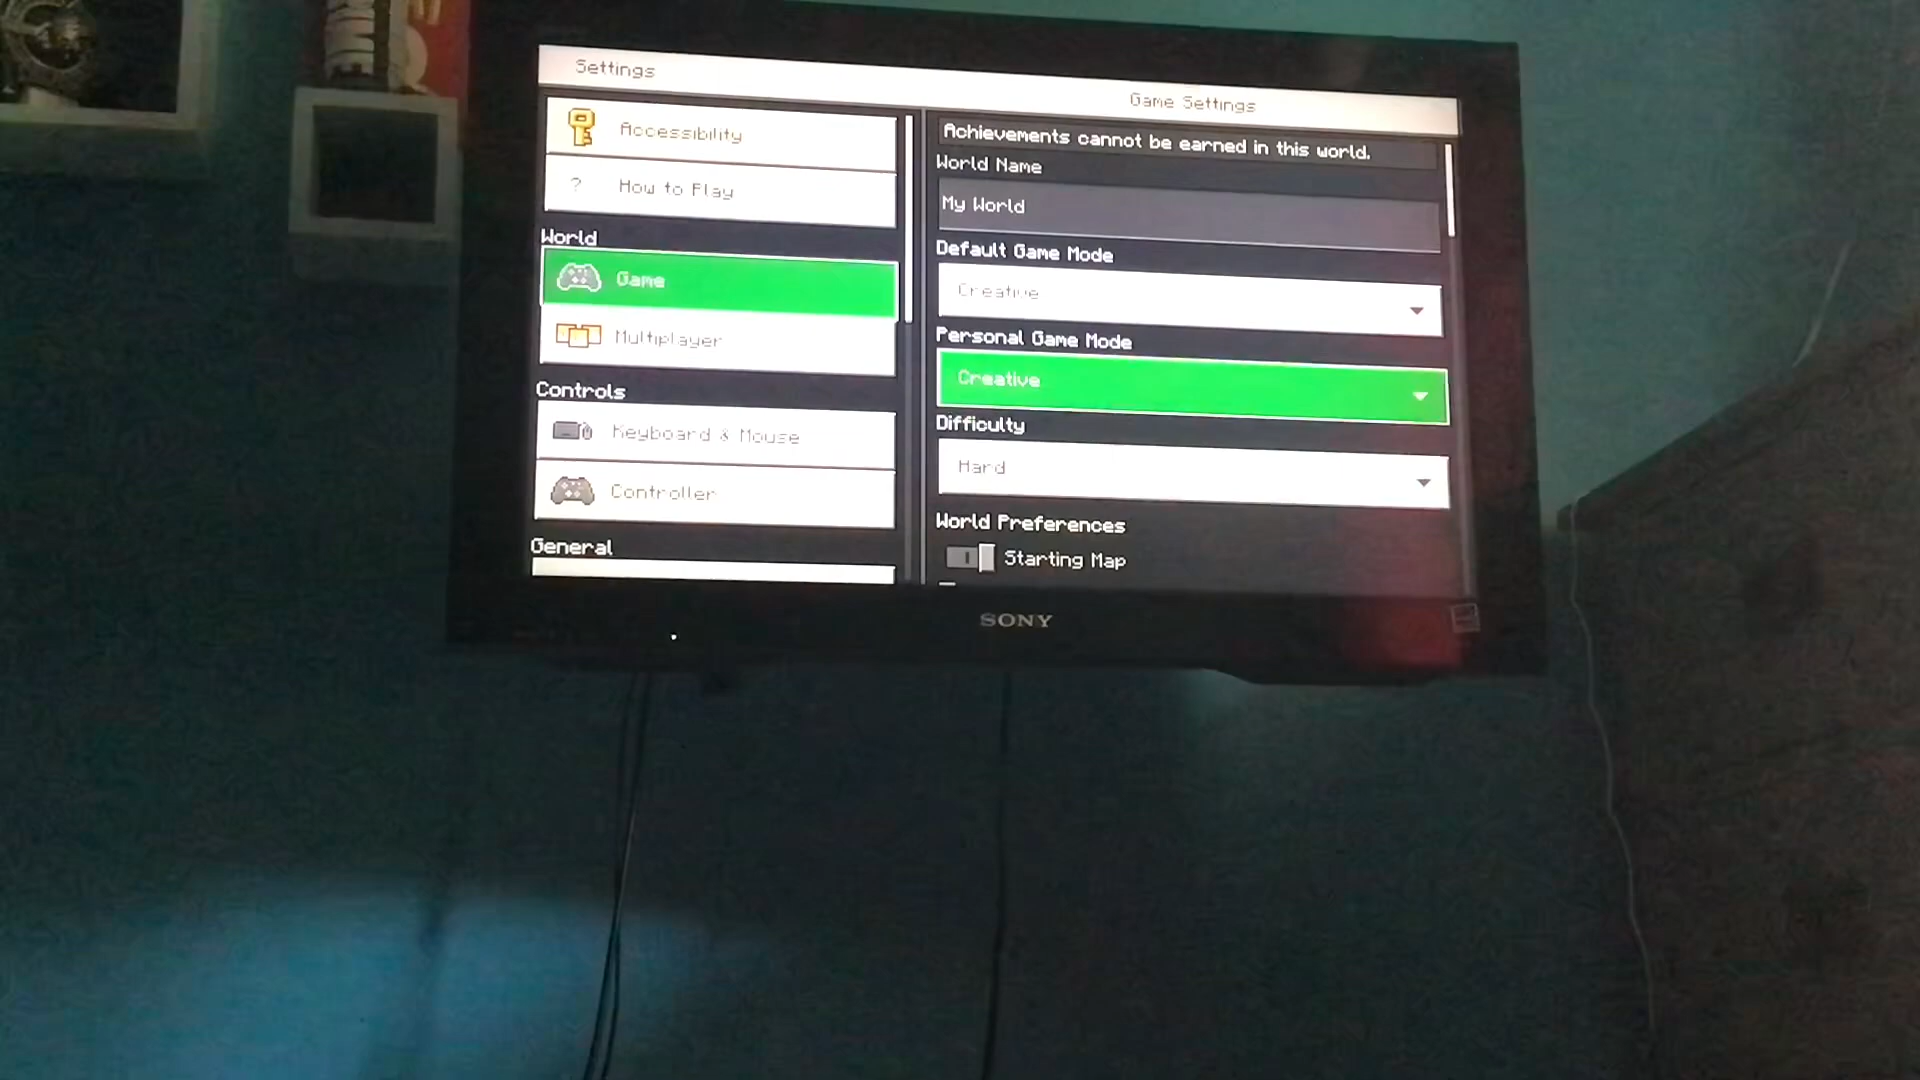 Settings
Game Settings
Accessibility
? How to Play
World
Game
Multiplayer
Controls
Keyboard & Mouse
Controller
General
Achievements cannot be earned in this world.
World Name
My World
Default Game Mode
Creative
Personal Game Mode
Creative
Difficulty
Hard
World Preferences
Starting Map
SONY